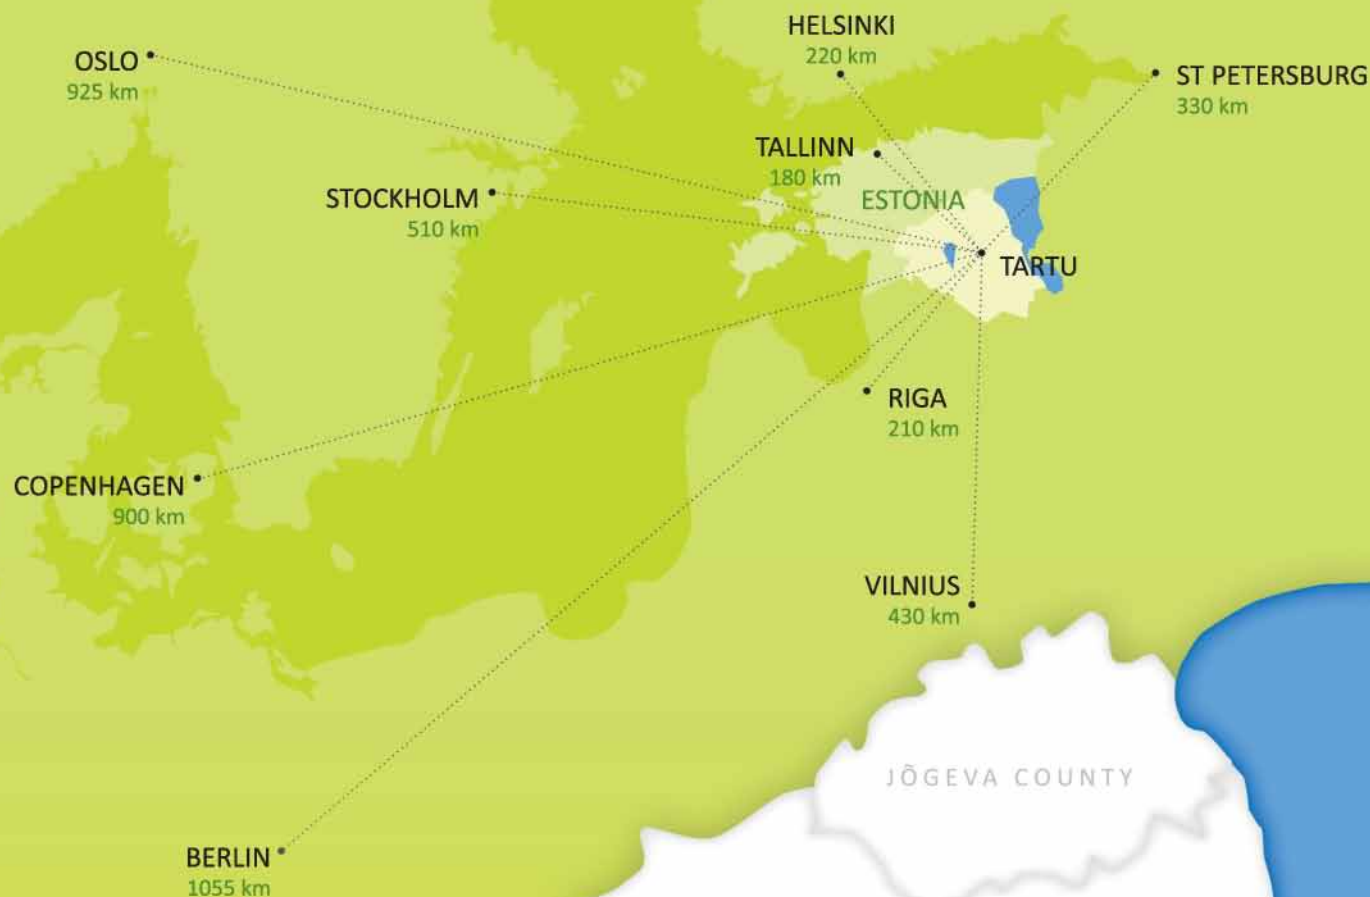 HELSINKI
220 km
OSLO
925 km
ST PETERSBURG
330 km
TALLINN
180 km
STOCKHOLM
510 km
ESTONIA
TARTU
RIGA
210 km
COPENHAGEN
900 km
VILNIUS
430 km
JÕGEVA COUNTY
BERLIN
1055 km